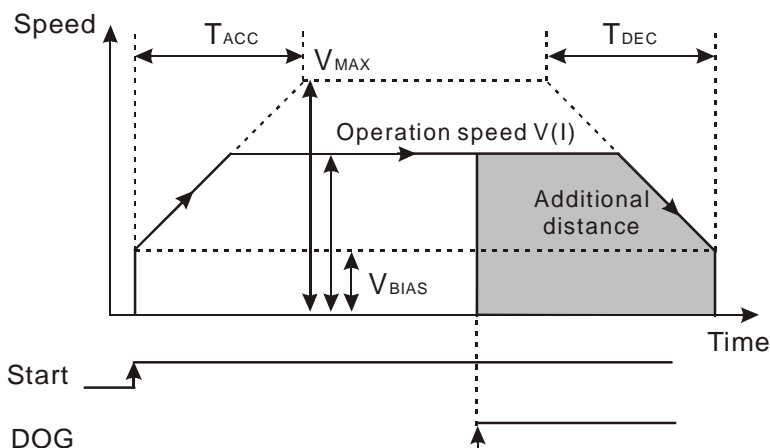 Speed
TACC
TDEC
VMAX
Operation speed V(I)
Additional
distance
VBIAS
Time
Start
DOG